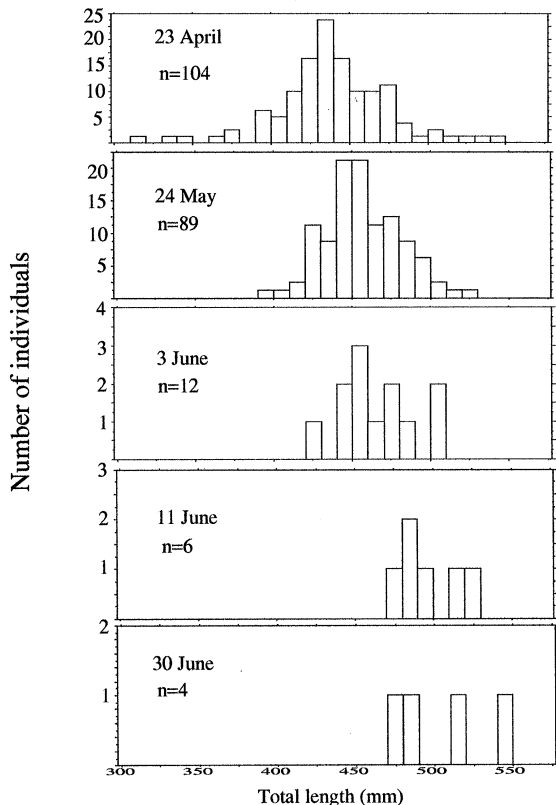 25
20
15
10
5
23 April
n=104
20
15
10
5
24 May
n=89
Number of individuals
4
3
2
1
3 June
n=12
3
2
1
11 June
n=6
2
1
30 June
n=4
300 350 400 450 500 550
Total length (mm)